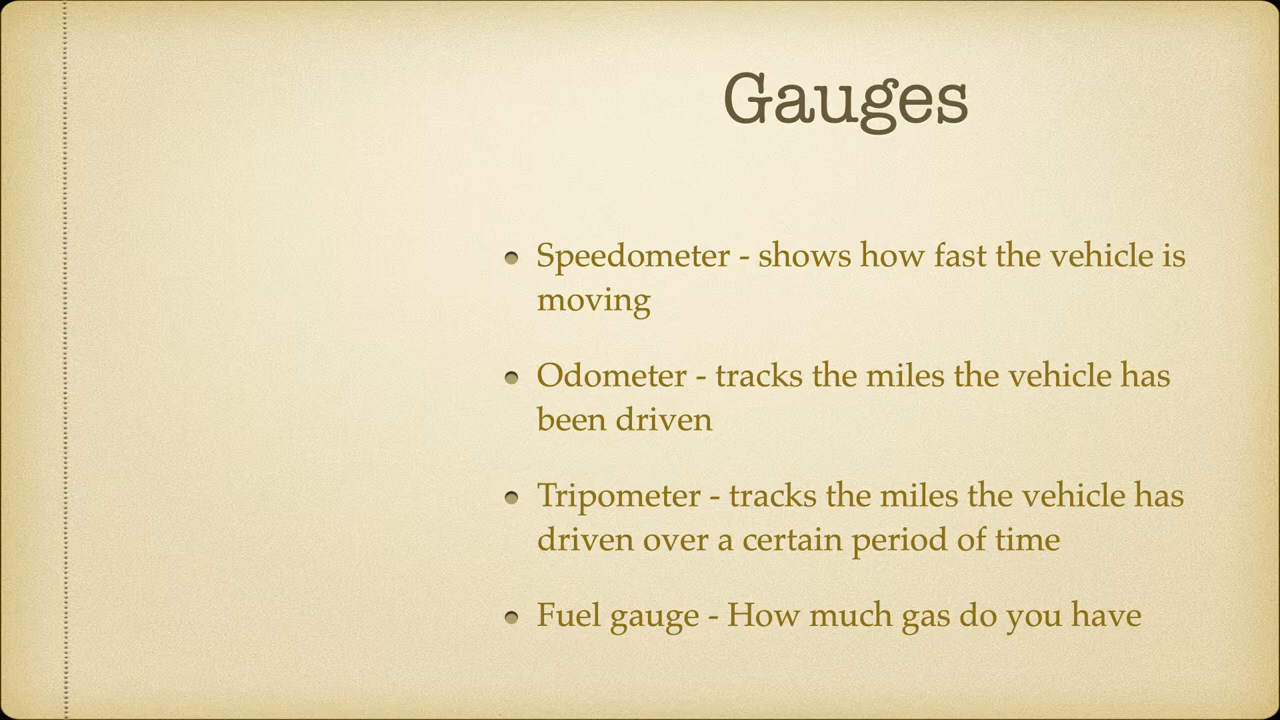 Gauges
Speedometer - shows how fast the vehicle is
moving
Odometer - tracks the miles the vehicle has
been driven
Tripometer - tracks the miles the vehicle has
driven over a certain period of time
Fuel gauge - How much gas do you have